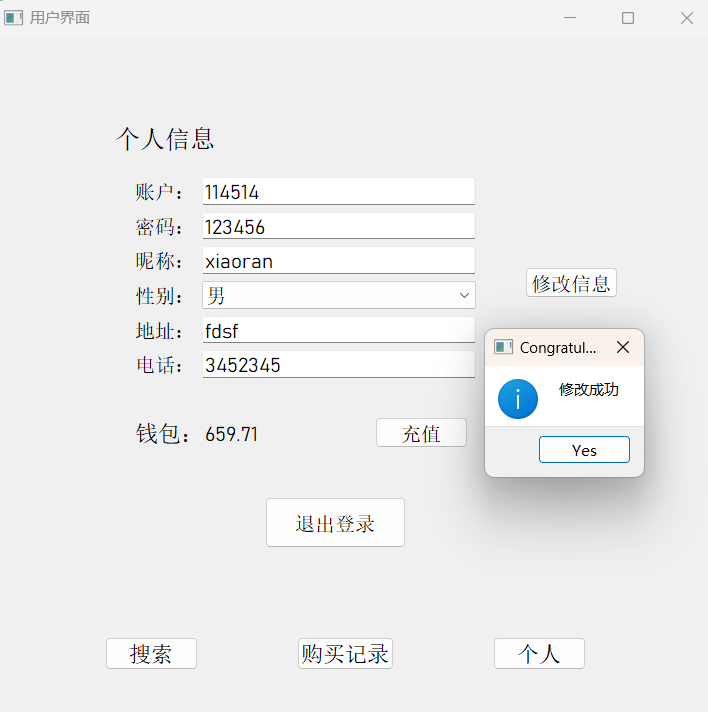 用户界面
个人信息
账户： 114514
密码： 123456
昵称： xiaoran
性别： 男
修改信息
地址： fdsf
电话： 3452345
Congratul...
修改成功
Yes
钱包： 659.71 充值
退出登录
搜索 购买记录 个人